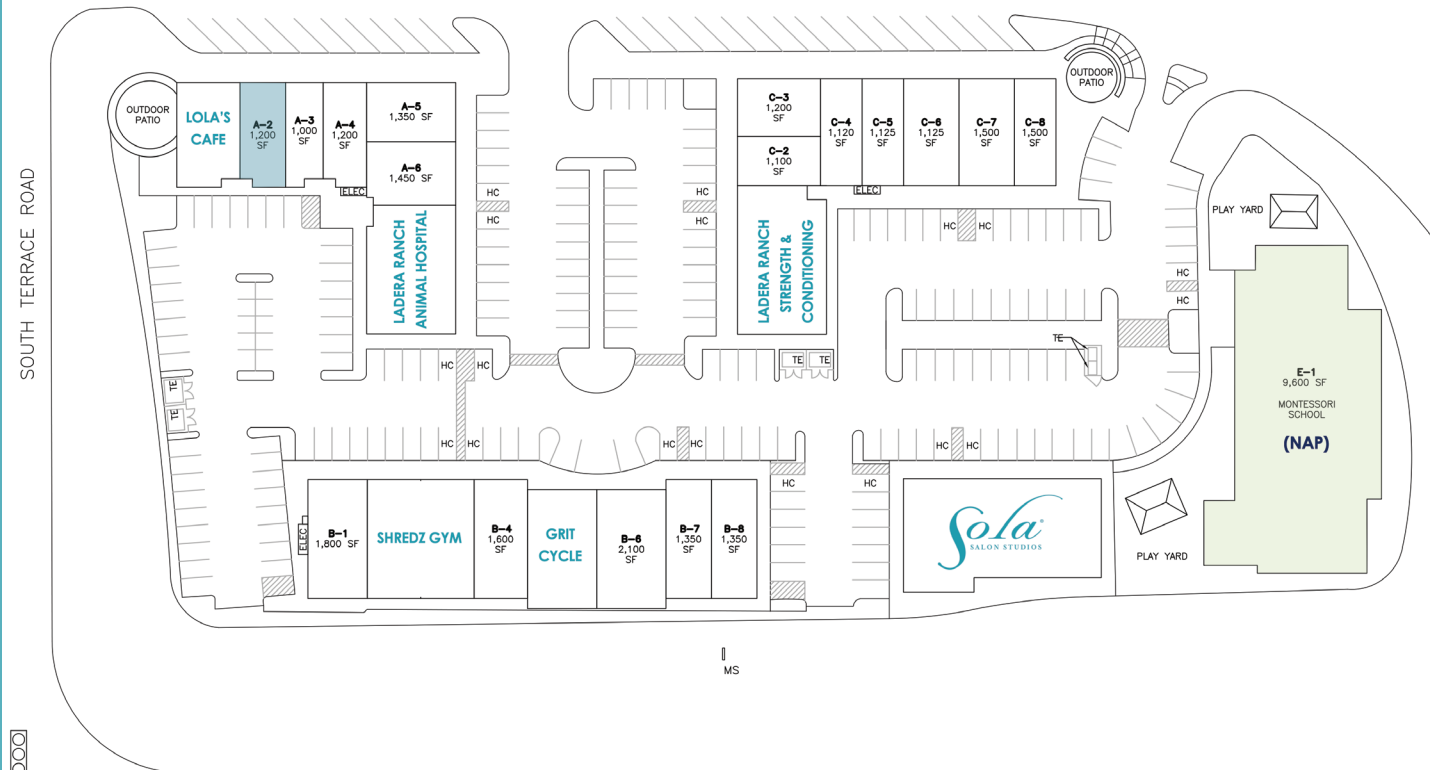 SOUTH TERRACE ROAD
OUTDOOR
PATIO
LOLA'S
CAFE
A-2
1,200
SF
A-3
1,000
SF
A-4
1,200
SF
A-5
1,350 SF
A-6
1,450 SF
ELEC
LADERA RANCH
ANIMAL HOSPITAL
HC
HC
HC
HC
C-3
1,200
SF
C-2
1,100
SF
C-4
1,120
SF
C-5
1,125
SF
C-6
1,125
SF
C-7
1,500
SF
C-8
1,500
SF
ELEC
OUTDOOR
PATIO
LADERA RANCH
STRENGTH &
CONDITIONING
HC
HC
PLAY YARD
HC
HC
TE
TE
HC
HC
TE
TE
TE
HC
HC
HC
HC
HC
HC
E-1
9,600 SF
MONTESSORI
SCHOOL
(NAP)
HC
HC
ELEC
B-1
1,800 SF
SHREDZ GYM
B-4
1,600
SF
GRIT
CYCLE
B-6
2,100
SF
B-7
1,350
SF
B-8
1,350
SF
Sola®
SALON STUDIOS
PLAY YARD
MS